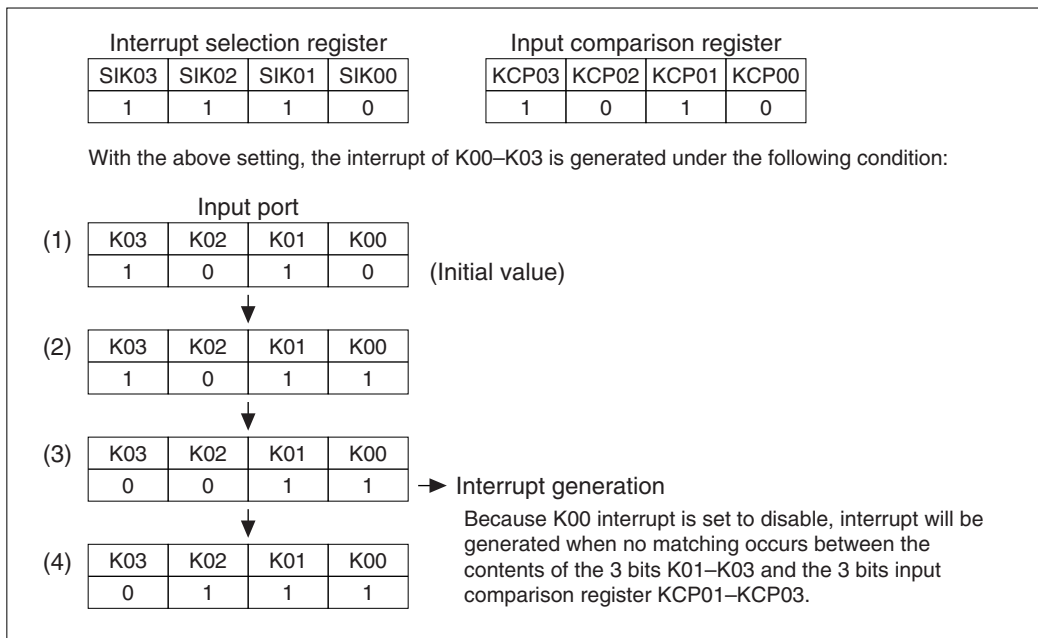 Interrupt selection register
SIK03 SIK02 SIK01 SIK00
1 1 1 0
Input comparison register
KCP03 KCP02 KCP01 KCP00
1 0 1 0
With the above setting, the interrupt of K00–K03 is generated under the following condition:
Input port
(1) K03 K02 K01 K00
1 0 1 0 (Initial value)
(2) K03 K02 K01 K00
1 0 1 1
(3) K03 K02 K01 K00
0 0 1 1
Interrupt generation
Because K00 interrupt is set to disable, interrupt will be
generated when no matching occurs between the
contents of the 3 bits K01–K03 and the 3 bits input
comparison register KCP01–KCP03.
(4) K03 K02 K01 K00
0 1 1 1